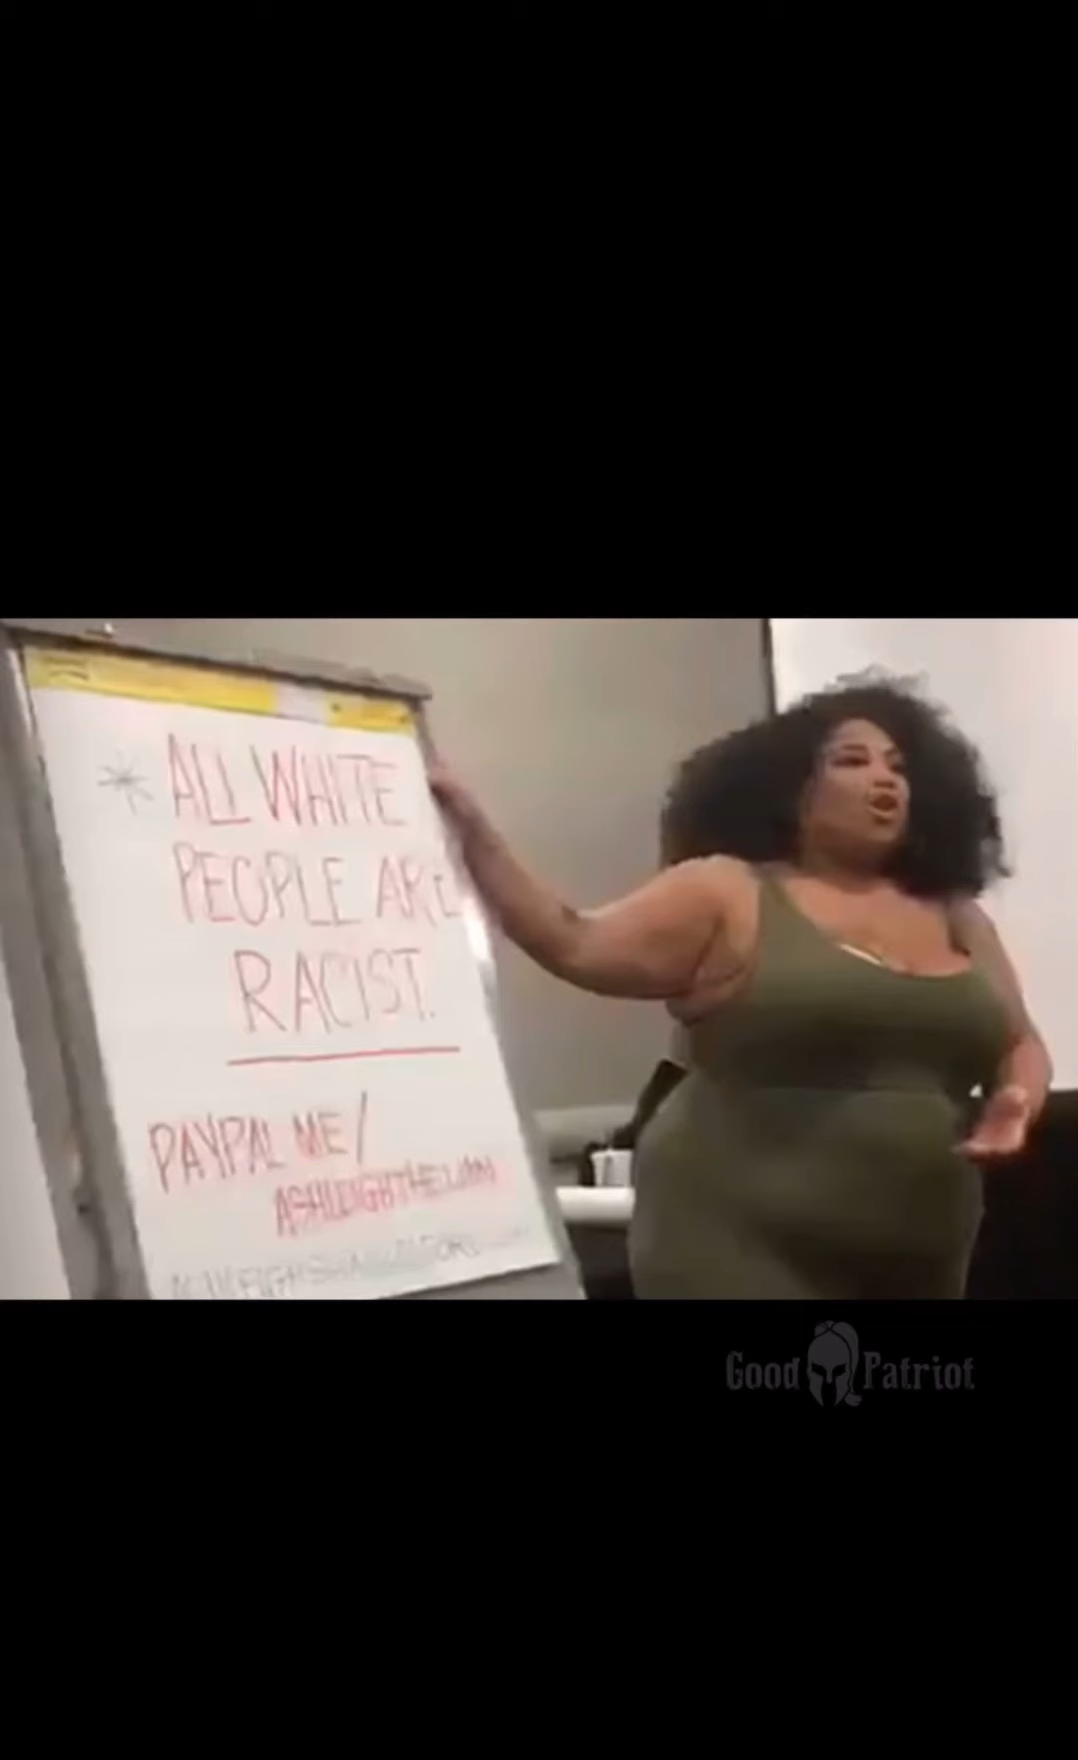 * ALL WHITE
PEOPLE ARE
RACIST.
PAYPAL ME/
Good Patriot